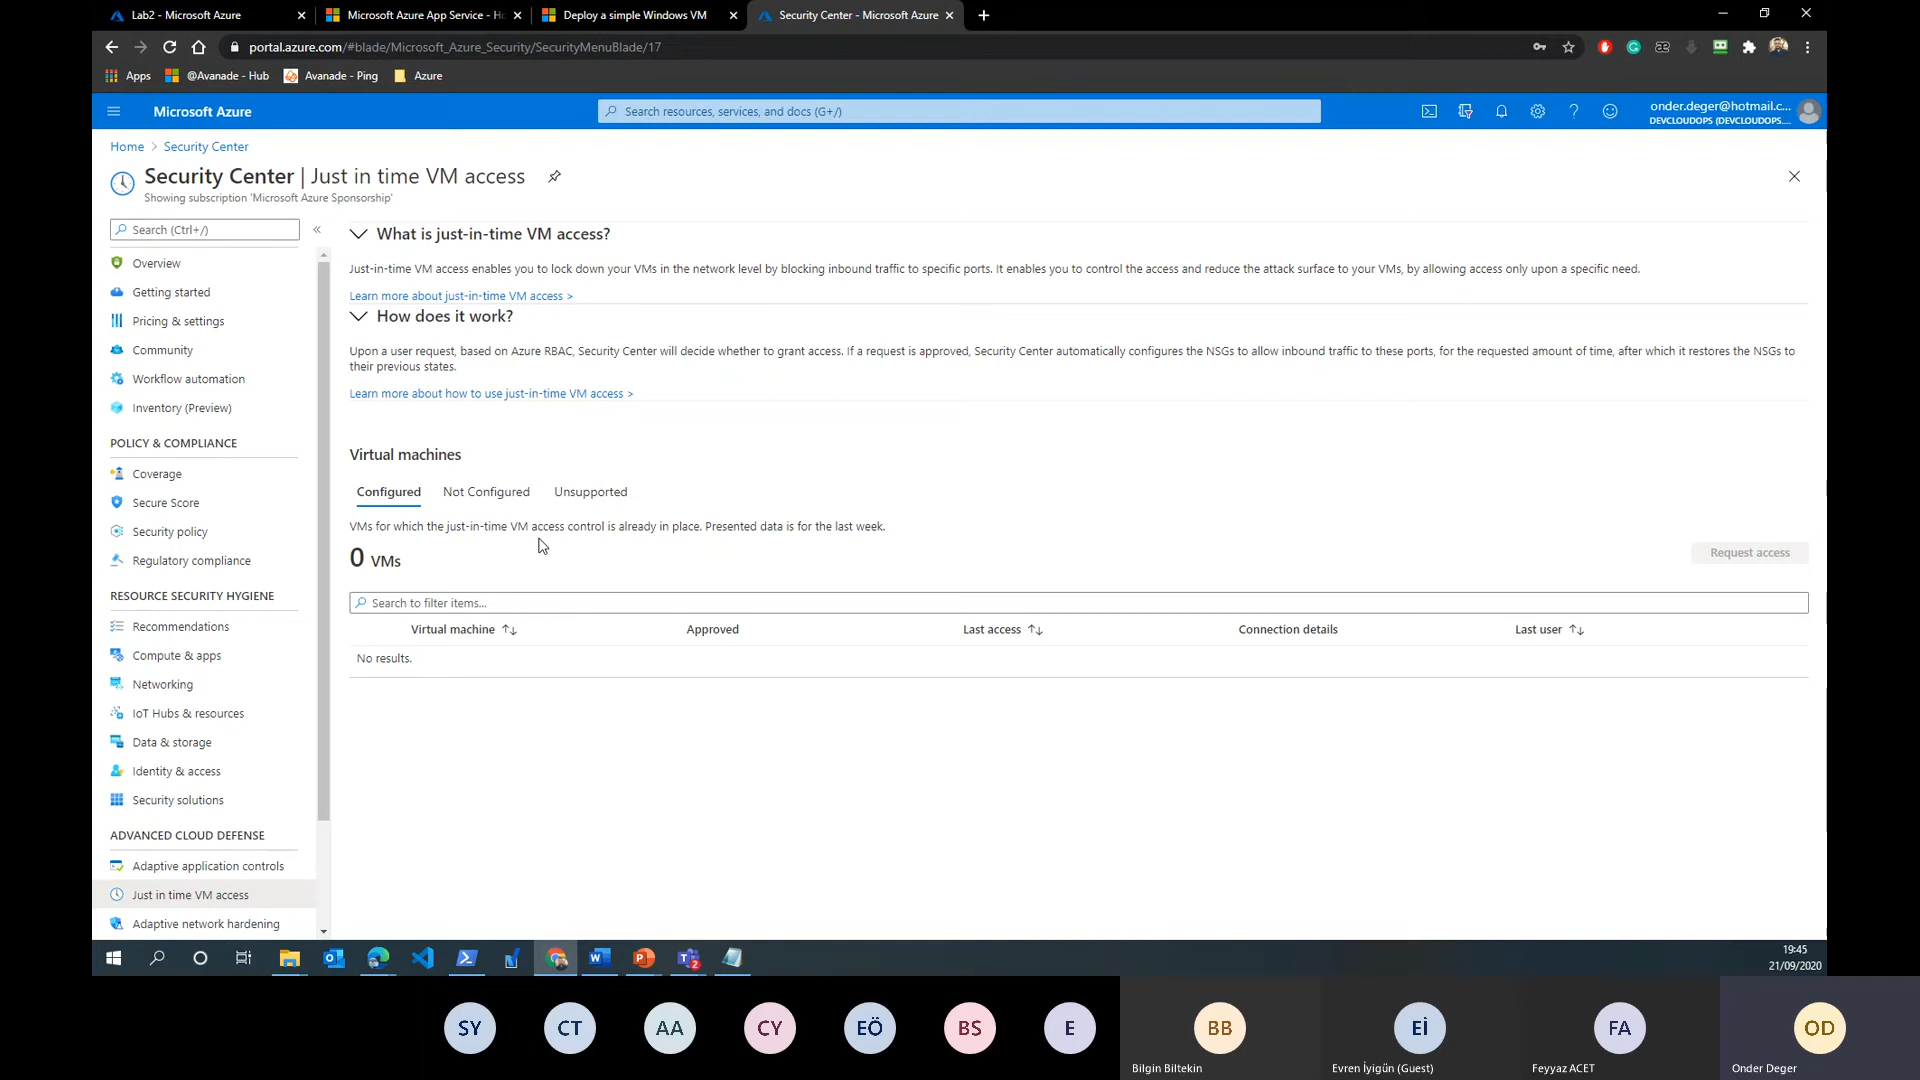 Lab2 - Microsoft Azure
Microsoft Azure App Service - Ho
Deploy a simple Windows VM
Security Center - Microsoft Azure
portal.azure.com/#blade/Microsoft_Azure_Security/SecurityMenuBlade/17
Apps
@Avanade - Hub
Avanade - Ping
Azure
Microsoft Azure
Search resources, services, and docs (G+/)
onder.deger@hotmail.c...
DEVCLOUDOPS (DEVCLOUDOPS....
Home > Security Center
Security Center | Just in time VM access
Showing subscription 'Microsoft Azure Sponsorship'
Search (Ctrl+/)
«
Overview
Getting started
Pricing & settings
Community
Workflow automation
Inventory (Preview)
POLICY & COMPLIANCE
Coverage
Secure Score
Security policy
Regulatory compliance
RESOURCE SECURITY HYGIENE
Recommendations
Compute & apps
Networking
IoT Hubs & resources
Data & storage
Identity & access
Security solutions
ADVANCED CLOUD DEFENSE
Adaptive application controls
Just in time VM access
Adaptive network hardening
What is just-in-time VM access?
Just-in-time VM access enables you to lock down your VMs in the network level by blocking inbound traffic to specific ports. It enables you to control the access and reduce the attack surface to your VMs, by allowing access only upon a specific need.
Learn more about just-in-time VM access >
How does it work?
Upon a user request, based on Azure RBAC, Security Center will decide whether to grant access. If a request is approved, Security Center automatically configures the NSGs to allow inbound traffic to these ports, for the requested amount of time, after which it restores the NSGs to
their previous states.
Learn more about how to use just-in-time VM access >
Virtual machines
Configured
Not Configured
Unsupported
VMs for which the just-in-time VM access control is already in place. Presented data is for the last week.
0 VMs
Request access
Search to filter items...
Virtual machine
Approved
Last access
Connection details
Last user
No results.
19:45
21/09/2020
SY
CT
AA
CY
EÖ
BS
E
BB
Bilgin Biltekin
Eİ
Evren İyigün (Guest)
FA
Feyyaz ACET
OD
Onder Deger